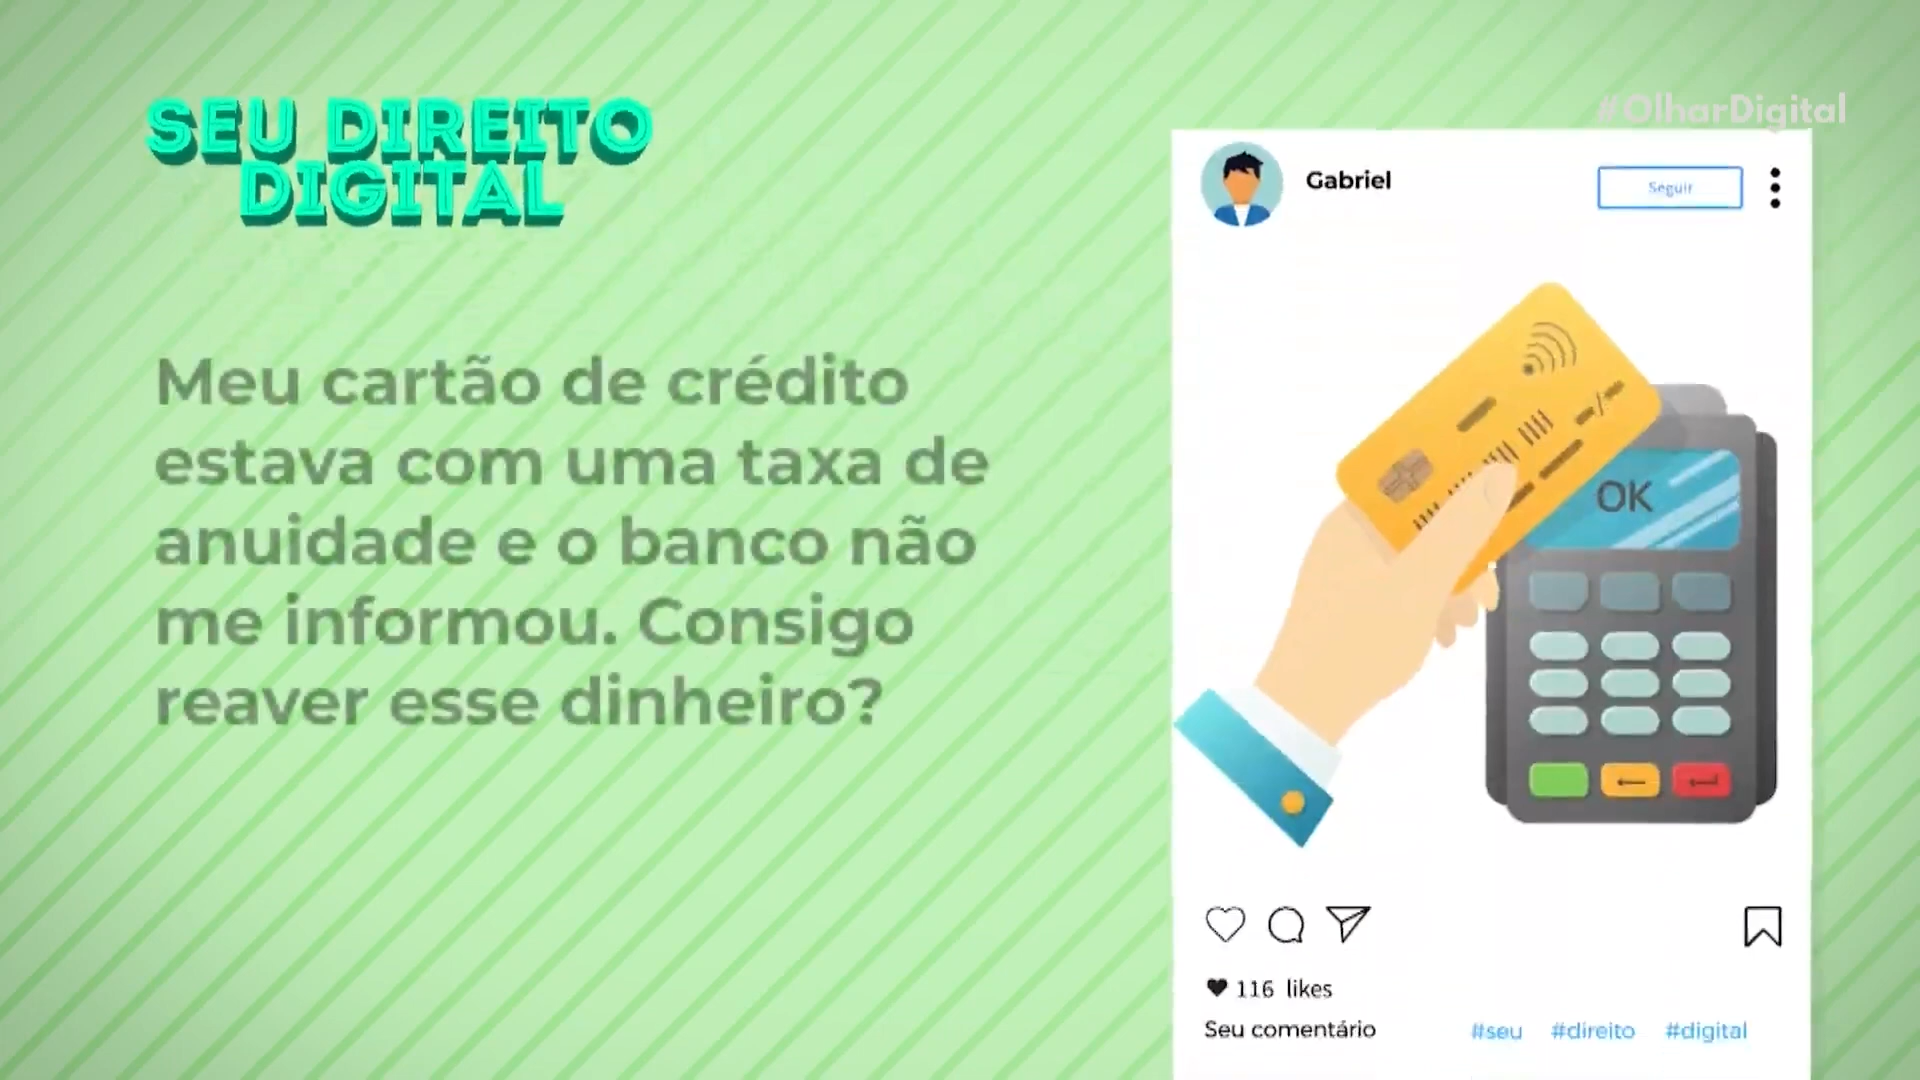 SEU DIREITO
DIGITAL
#OlharDigital
Gabriel
Seguir
Meu cartão de crédito
estava com uma taxa de
anuidade e o banco não
me informou. Consigo
reaver esse dinheiro?
OK
116 likes
Seu comentário
#seu #direito #digital